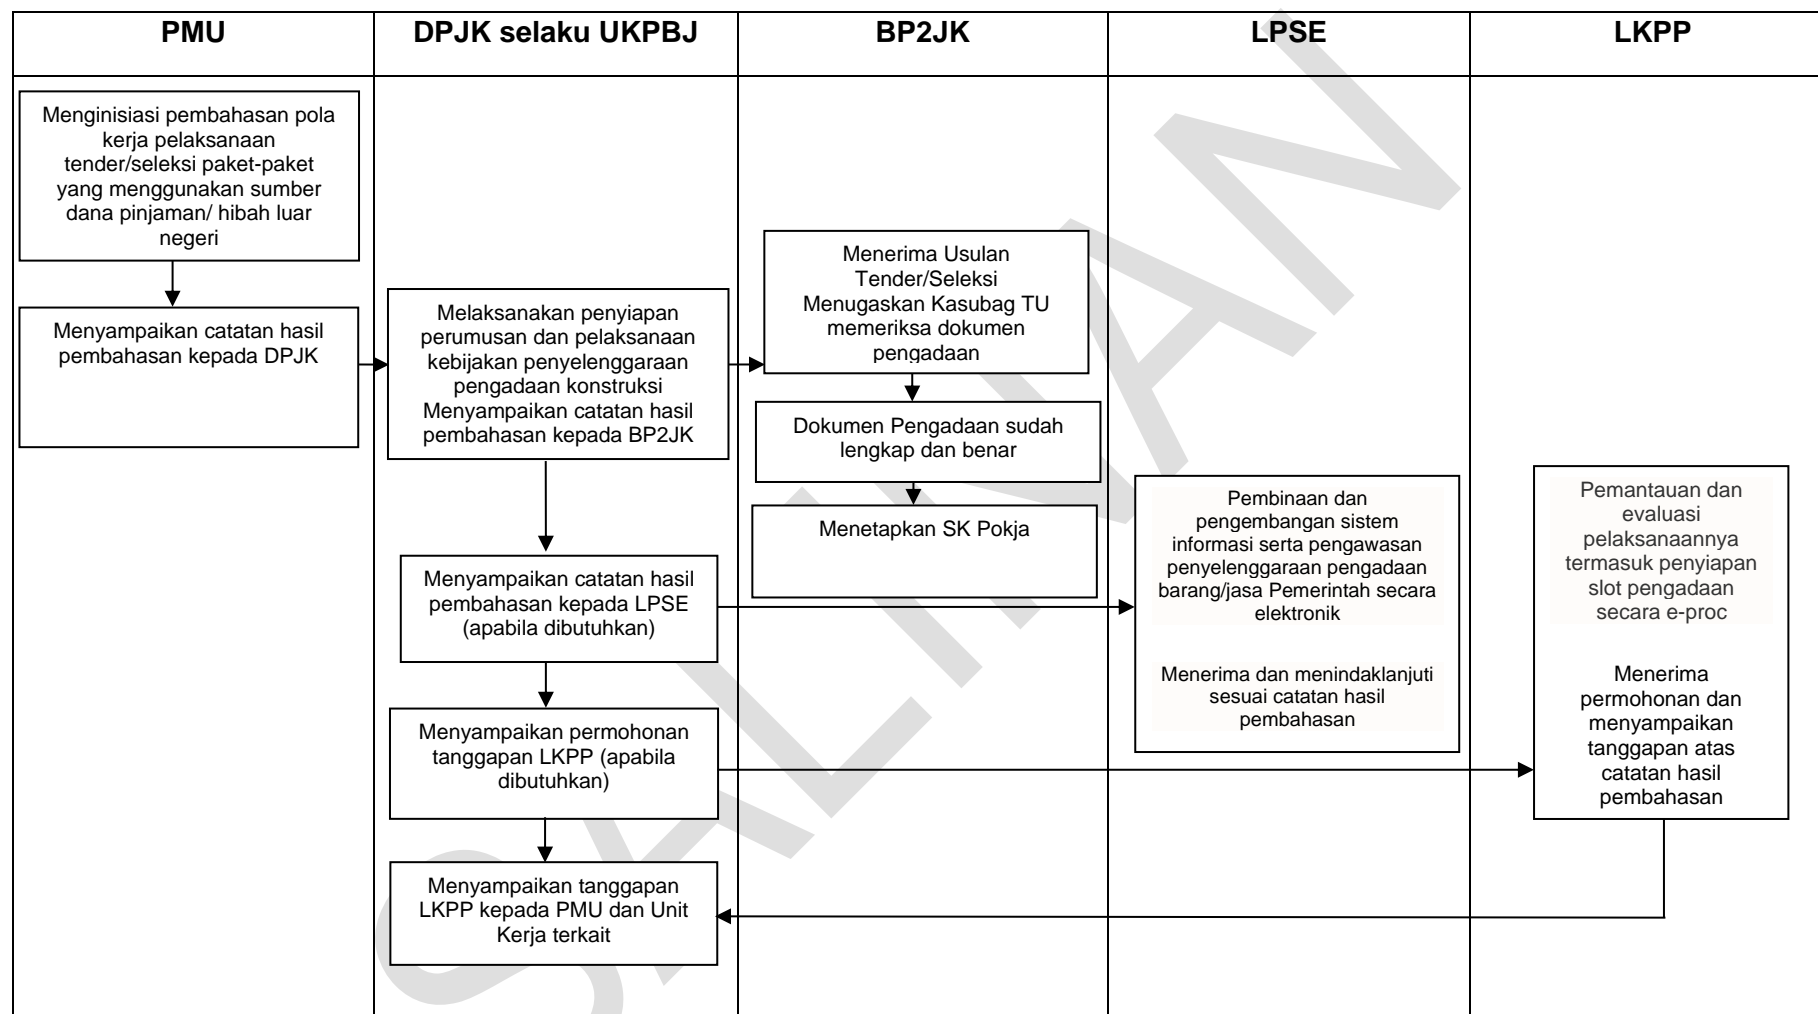 PMU
DPJK selaku UKPBJ
BP2JK
LPSE
LKPP
Menginisiasi pembahasan pola
kerja pelaksanaan
tender/seleksi paket-paket
yang menggunakan sumber
dana pinjaman/ hibah luar
negeri
Menyampaikan catatan hasil
pembahasan kepada DPJK
Melaksanakan penyiapan
perumusan dan pelaksanaan
kebijakan penyelenggaraan
pengadaan konstruksi
Menyampaikan catatan hasil
pembahasan kepada BP2JK
Menyampaikan catatan hasil
pembahasan kepada LPSE
(apabila dibutuhkan)
Menyampaikan permohonan
tanggapan LKPP (apabila
dibutuhkan)
Menyampaikan tanggapan
LKPP kepada PMU dan Unit
Kerja terkait
Menerima Usulan
Tender/Seleksi
Menugaskan Kasubag TU
memeriksa dokumen
pengadaan
Dokumen Pengadaan sudah
lengkap dan benar
Menetapkan SK Pokja
Pembinaan dan
pengembangan sistem
informasi serta pengawasan
penyelenggaraan pengadaan
barang/jasa Pemerintah secara
elektronik
Menerima dan menindaklanjuti
sesuai catatan hasil
pembahasan
Pemantauan dan
evaluasi
pelaksanaannya
termasuk penyiapan
slot pengadaan
secara e-proc
Menerima
permohonan dan
menyampaikan
tanggapan atas
catatan hasil
pembahasan
SALINAN